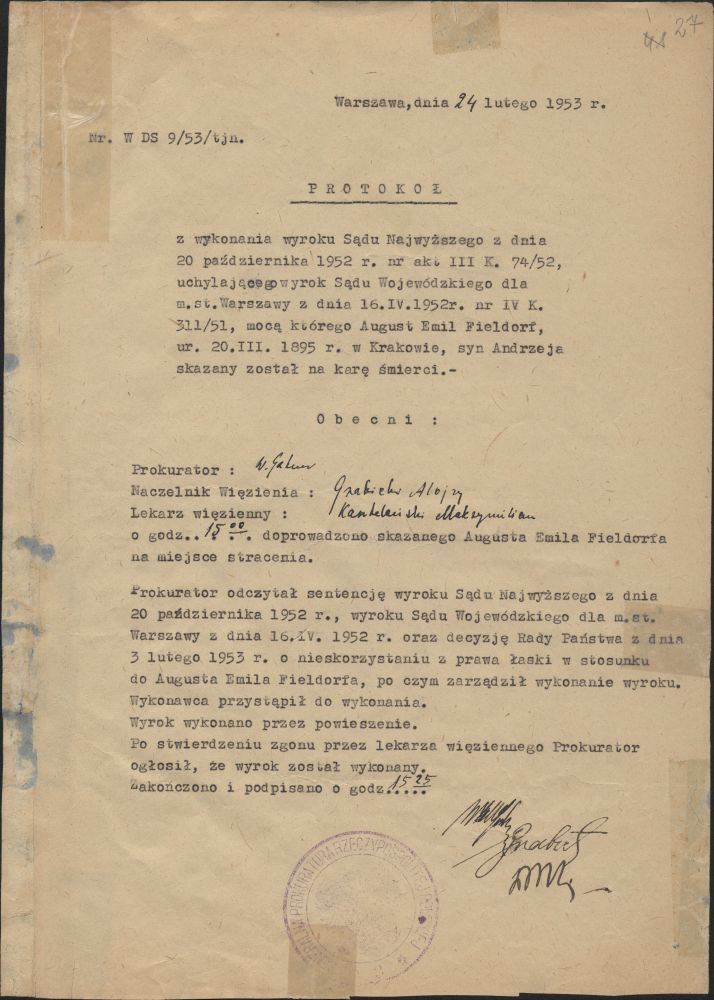 27
Warszawa, dnia 24 lutego 1953 r.
Nr. W DS 9/53/tjn.
PROTOKOŁ
z wykonania wyroku Sądu Najwyższego z dnia
20 października 1952 r. nr akt III K. 74/52,
uchylającego wyrok Sądu Wojewódzkiego dla
m.st.Warszawy z dnia 16.IV.1952r. nr IV K.
311/51, mocą którego August Emil Fieldorf,
ur. 20.III. 1895 r. w Krakowie, syn Andrzeja
skazany został na karę śmierci.-
Obecni :
Prokurator : W.
Naczelnik Więzienia : Grabicki Alojzy
Lekarz więzienny : Maksymilian
o godz..15 00. doprowadzono skazanego Augusta Emila Fieldorfa
na miejsce stracenia.
Prokurator odczytał sentencję wyroku Sądu Najwyższego z dnia
20 października 1952 r., wyroku Sądu Wojewódzkiego dla m.st.
Warszawy z dnia 16.IV. 1952 r. oraz decyzję Rady Państwa z dnia
3 lutego 1953 r. o nieskorzystaniu z prawa łaski w stosunku
do Augusta Emila Fieldorfa, po czym zarządził wykonanie wyroku.
Wykonawca przystąpił do wykonania.
Wyrok wykonano przez powieszenie.
Po stwierdzeniu zgonu przez lekarza więziennego Prokurator
ogłosił, że wyrok został wykonany.
Zakończono i podpisano o godz.15 25